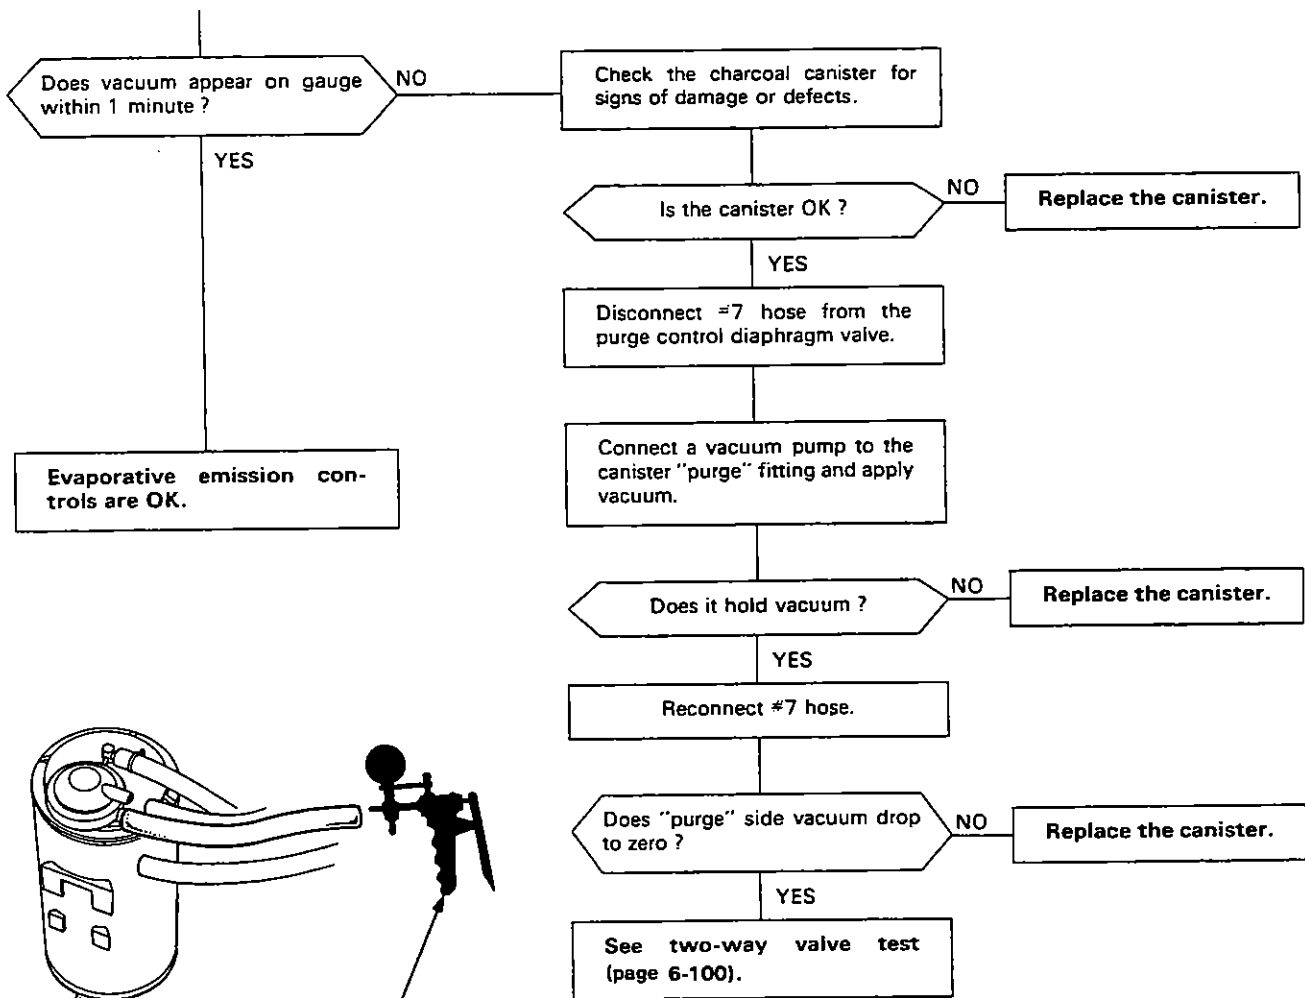 Does vacuum appear on gauge
within 1 minute ?
NO
YES
Evaporative emission con-
trols are OK.
Check the charcoal canister for
signs of damage or defects.
Is the canister OK ?
NO
Replace the canister.
YES
Disconnect #7 hose from the
purge control diaphragm valve.
Connect a vacuum pump to the
canister "purge" fitting and apply
vacuum.
Does it hold vacuum ?
NO
Replace the canister.
YES
Reconnect #7 hose.
Does "purge" side vacuum drop
to zero ?
NO
Replace the canister.
YES
See two-way valve test
(page 6-100).